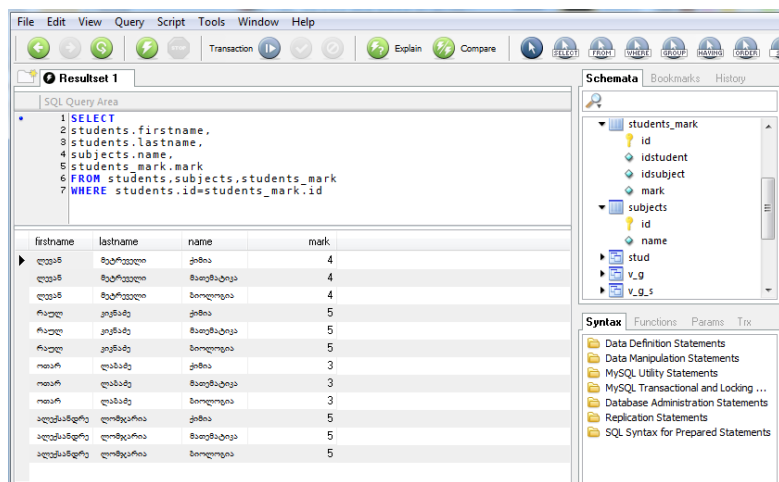 File Edit View Query Script Tools Window Help
Transaction Explain Compare SELECT FROM WHERE GROUP HAVING ORDER
Resultset 1
SQL Query Area
1 SELECT
2 students.firstname,
3 students.lastname,
4 subjects.name,
5 students_mark.mark
6 FROM students,subjects,students_mark
7 WHERE students.id=students_mark.id
firstname lastname name mark
ლევან მეტრეველი ქიმია 4
ლევან მეტრეველი მათემატიკა 4
ლევან მეტრეველი ბიოლოგია 4
რაულ კიკნაძე ქიმია 5
რაულ კიკნაძე მათემატიკა 5
რაულ კიკნაძე ბიოლოგია 5
ოთარ ლაბაძე ქიმია 3
ოთარ ლაბაძე მათემატიკა 3
ოთარ ლაბაძე ბიოლოგია 3
ალექსანდრე ლომჯარია ქიმია 5
ალექსანდრე ლომჯარია მათემატიკა 5
ალექსანდრე ლომჯარია ბიოლოგია 5
Schemata Bookmarks History
students_mark
id
idstudent
idsubject
mark
subjects
id
name
stud
v_g
v_g_s
Syntax Functions Params Trx
Data Definition Statements
Data Manipulation Statements
MySQL Utility Statements
MySQL Transactional and Locking ...
Database Administration Statements
Replication Statements
SQL Syntax for Prepared Statements